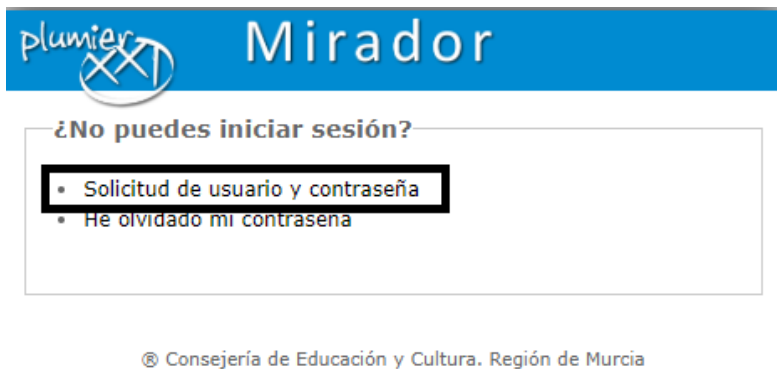 plumier XXI Mirador
¿No puedes iniciar sesión?
Solicitud de usuario y contraseña
He olvidado mi contraseña
® Consejería de Educación y Cultura. Región de Murcia